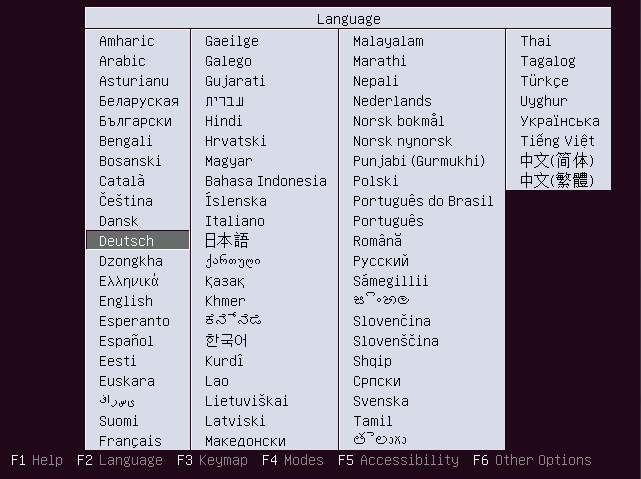 Language
Amharic
Arabic
Asturianu
Беларуская
Български
Bengali
Bosanski
Català
Čeština
Dansk
Deutsch
Dzongkha
Ελληνικά
English
Esperanto
Español
Eesti
Euskara
فارسی
Suomi
Français
Gaeilge
Galego
Gujarati
עברית
Hindi
Hrvatski
Magyar
Bahasa Indonesia
Íslenska
Italiano
日本語
ქართული
Қазақ
Khmer
ಕನ್ನಡ
한국어
Kurdî
Lao
Lietuviškai
Latviski
Македонски
Malayalam
Marathi
Nepali
Nederlands
Norsk bokmål
Norsk nynorsk
Punjabi (Gurmukhi)
Polski
Português do Brasil
Português
Română
Русский
Sámegillii
සිංහල
Slovenčina
Slovenščina
Shqip
Српски
Svenska
Tamil
తెలుగు
Thai
Tagalog
Türkçe
Uyghur
Українська
Tiếng Việt
中文(简体)
中文(繁體)
F1 Help F2 Language F3 Keymap F4 Modes F5 Accessibility F6 Other Options